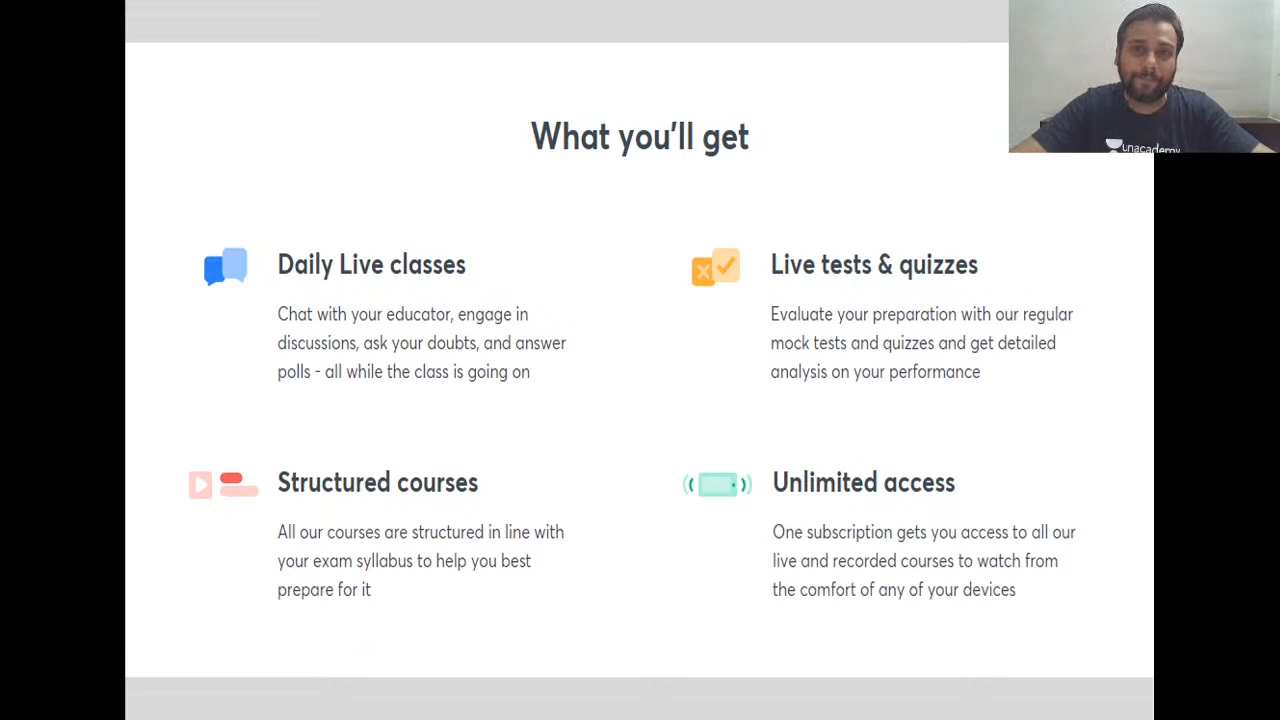 What you'll get
unacademy
Daily Live classes
Chat with your educator, engage in
discussions, ask your doubts, and answer
polls - all while the class is going on
Live tests & quizzes
Evaluate your preparation with our regular
mock tests and quizzes and get detailed
analysis on your performance
Structured courses
All our courses are structured in line with
your exam syllabus to help you best
prepare for it
Unlimited access
One subscription gets you access to all our
live and recorded courses to watch from
the comfort of any of your devices